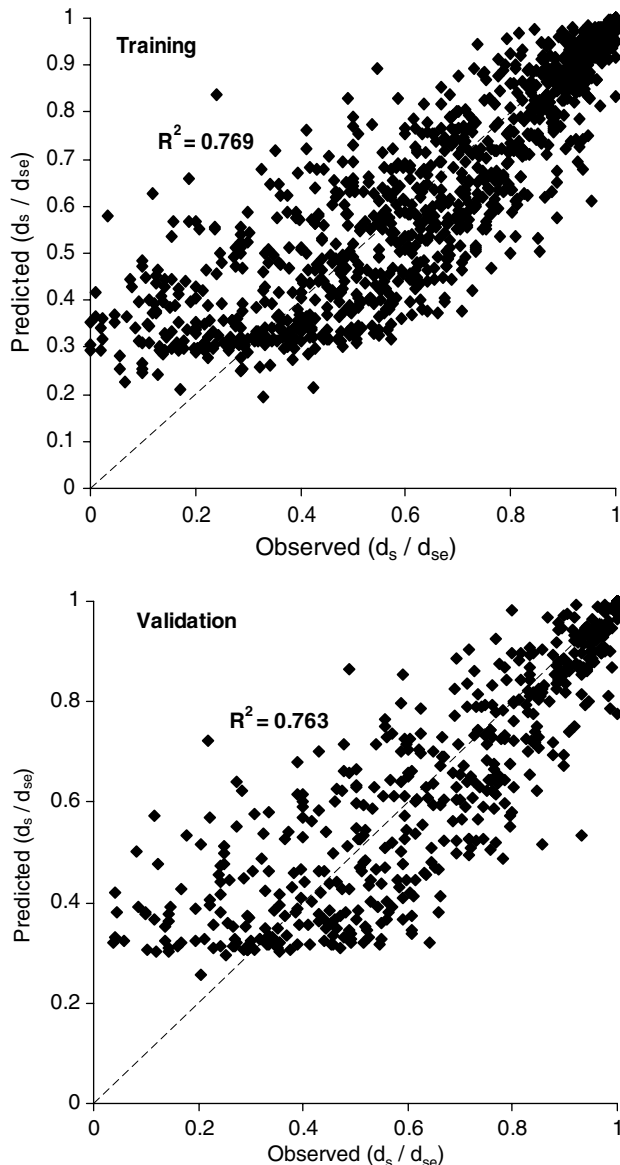 1
Training
0.9
0.8
R² = 0.769
0.7
0.6
0.5
0.4
0.3
0.2
0.1
0
Predicted (ds / dse)
0 0.2 0.4 0.6 0.8 1
Observed (ds / dse)
1
Validation
0.8
R² = 0.763
0.6
0.4
0.2
0
Predicted (ds / dse)
0 0.2 0.4 0.6 0.8 1
Observed (ds / dse)